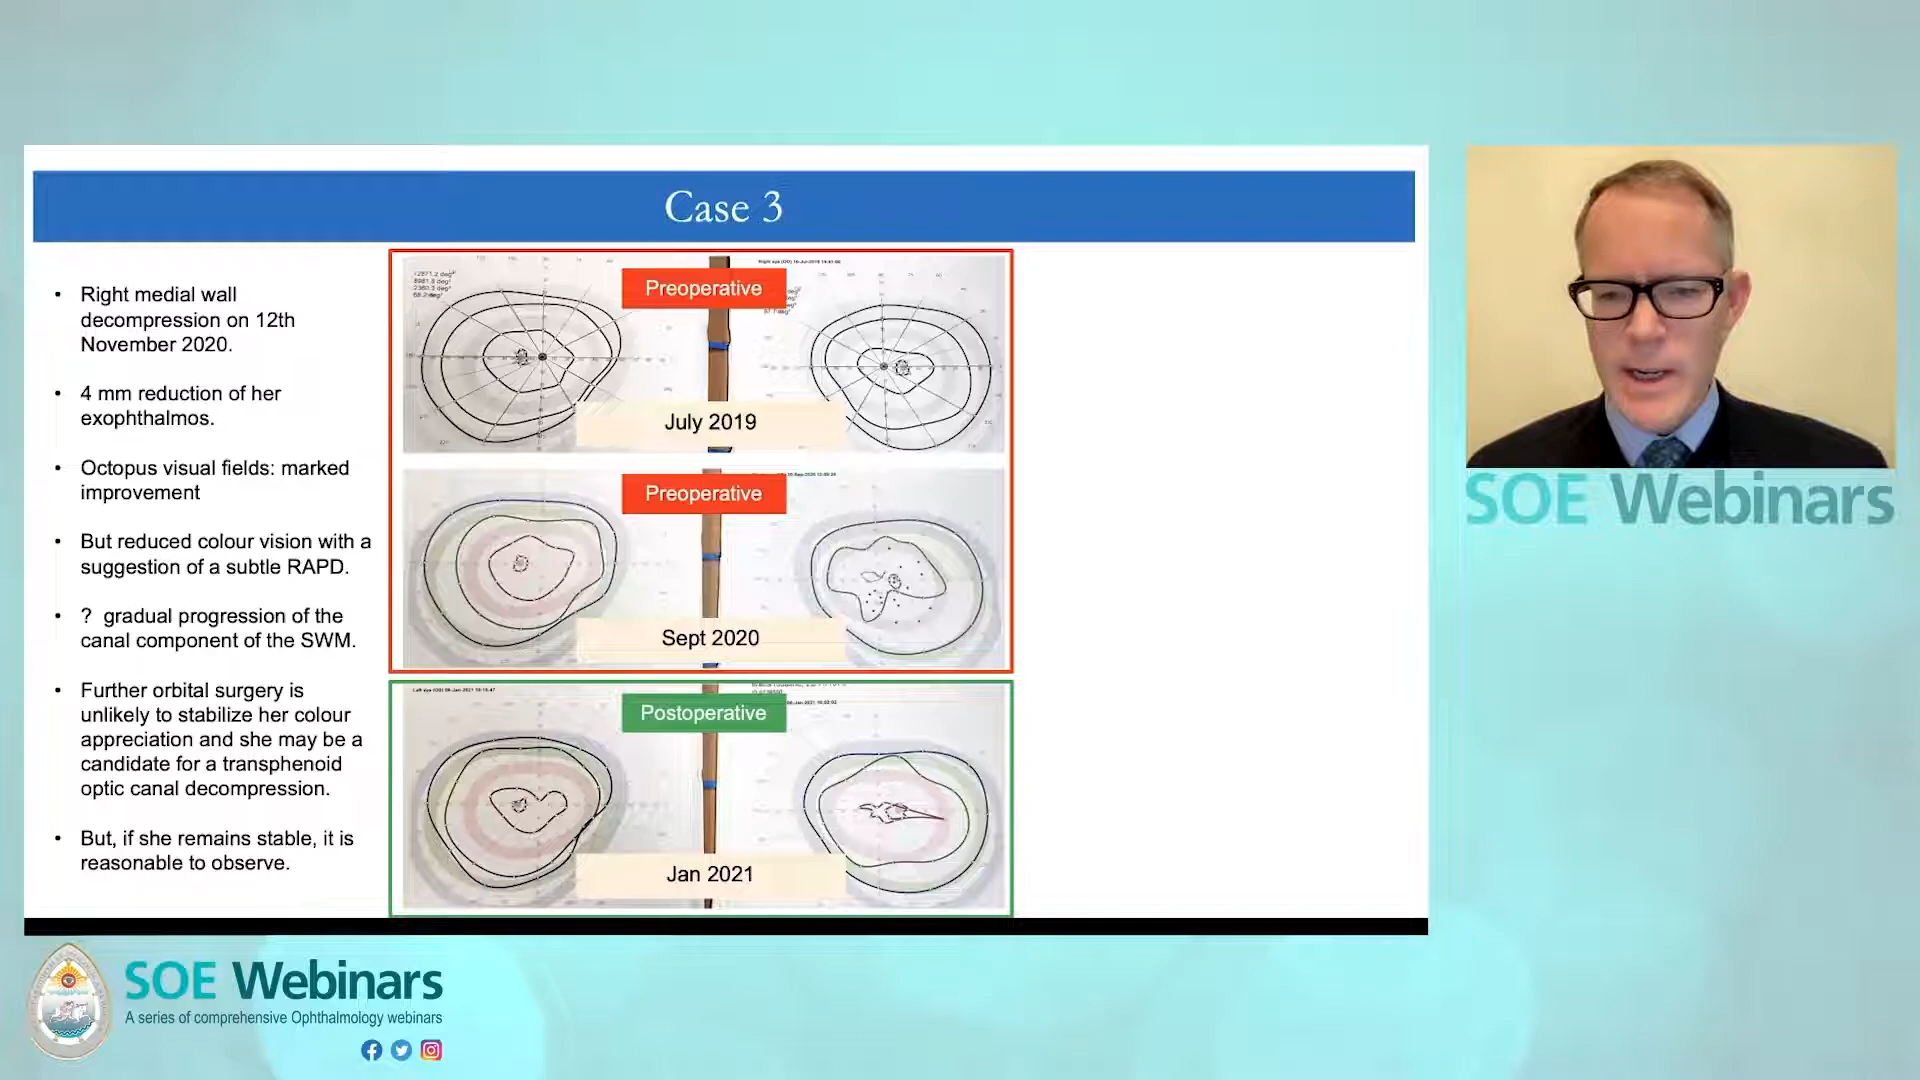 Case 3
• Right medial wall
decompression on 12th
November 2020.
• 4 mm reduction of her
exophthalmos.
• Octopus visual fields: marked
improvement
• But reduced colour vision with a
suggestion of a subtle RAPD.
• ? gradual progression of the
canal component of the SWM.
• Further orbital surgery is
unlikely to stabilize her colour
appreciation and she may be a
candidate for a transphenoid
optic canal decompression.
• But, if she remains stable, it is
reasonable to observe.
Preoperative
July 2019
Preoperative
Sept 2020
Postoperative
Jan 2021
SOE Webinars
SOE Webinars
A series of comprehensive Ophthalmology webinars